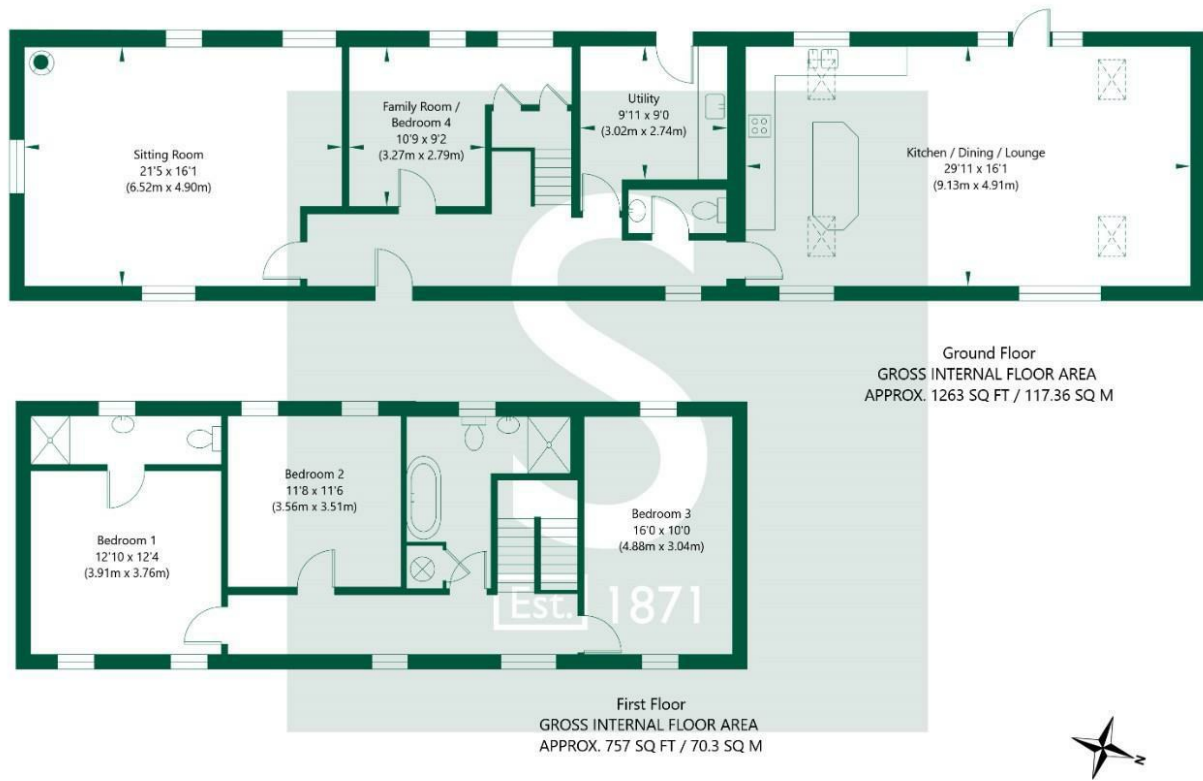 Sitting Room
21'5 x 16'1
(6.52m x 4.90m)
Family Room /
Bedroom 4
10'9 x 9'2
(3.27m x 2.79m)
Utility
9'11 x 9'0
(3.02m x 2.74m)
Kitchen / Dining / Lounge
29'11 x 16'1
(9.13m x 4.91m)
Ground Floor
GROSS INTERNAL FLOOR AREA
APPROX. 1263 SQ FT / 117.36 SQ M
Bedroom 1
12'10 x 12'4
(3.91m x 3.76m)
Bedroom 2
11'8 x 11'6
(3.56m x 3.51m)
Bedroom 3
16'0 x 10'0
(4.88m x 3.04m)
S
Est. 1871
First Floor
GROSS INTERNAL FLOOR AREA
APPROX. 757 SQ FT / 70.3 SQ M
N